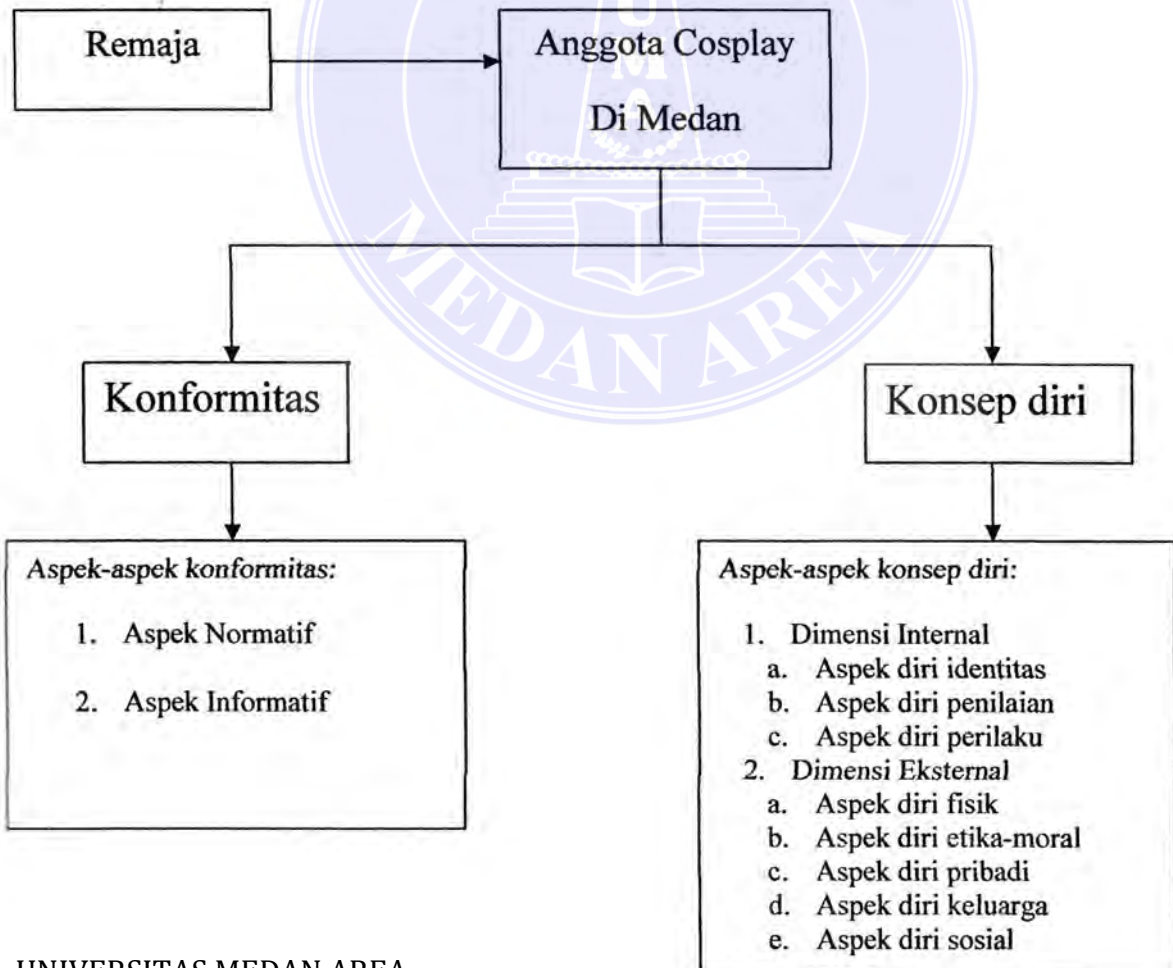 Remaja
Anggota Cosplay
Di Medan
Konformitas
Konsep diri
Aspek-aspek konformitas:
1. Aspek Normatif
2. Aspek Informatif
Aspek-aspek konsep diri:
1. Dimensi Internal
a. Aspek diri identitas
b. Aspek diri penilaian
c. Aspek diri perilaku
2. Dimensi Eksternal
a. Aspek diri fisik
b. Aspek diri etika-moral
c. Aspek diri pribadi
d. Aspek diri keluarga
e. Aspek diri sosial
UMA
MEDAN AREA
UNIVERSITAS MEDAN AREA